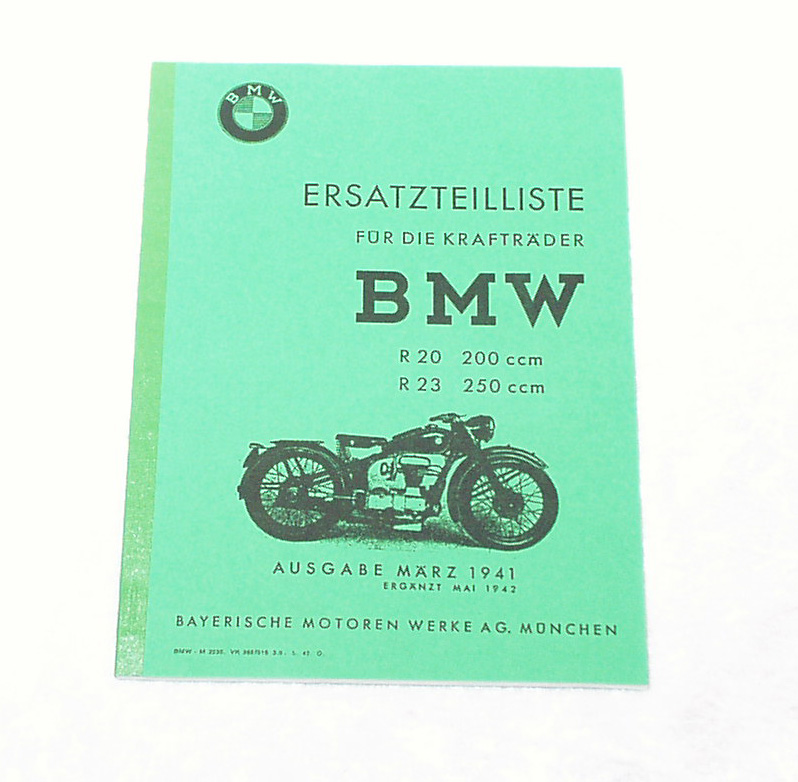 BMW
ERSATZTEILLISTE
FÜR DIE KRAFTRÄDER
BMW
R 20 200 ccm
R 23 250 ccm
AUSGABE MÄRZ 1941
ERGÄNZT MAI 1942
BAYERISCHE MOTOREN WERKE AG. MÜNCHEN
BMW - M